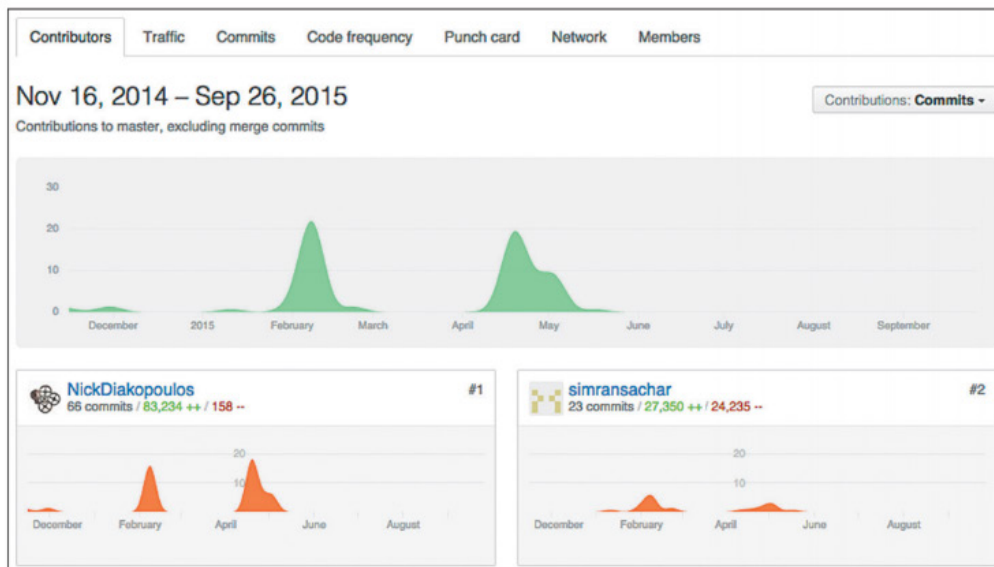 Contributors Traffic Commits Code frequency Punch card Network Members
Nov 16, 2014 – Sep 26, 2015
Contributions: Commits
Contributions to master, excluding merge commits
30
20
10
0
December 2015 February March April May June July August September
NickDiakopoulos #1
66 commits / 83,234 ++ / 158 --
20
10
December February April June August
simransachar #2
23 commits / 27,350 ++ / 24,235 --
20
10
December February April June August